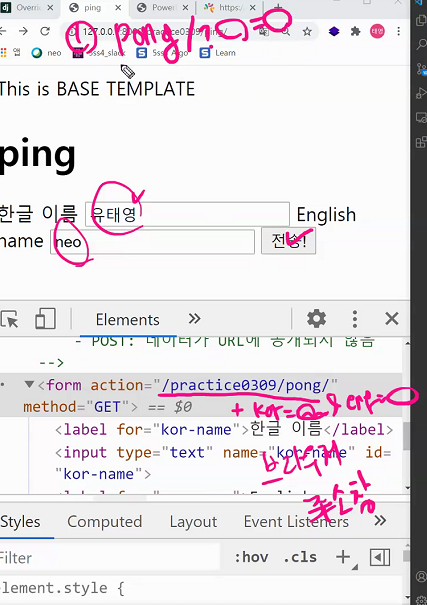 Overri
ping
Power
https:/
① pong/?○=○
127.0.0.
practice0309/ping/
앱
neo
5ss4_slack
5ss
Algo
Learn
This is BASE TEMPLATE
ping
한글 이름 유태영 English
name neo 전송!
Elements
- POST: 데이터가 URL에 공개되지 않음
-->
▼<form action="/practice0309/pong/"
method="GET"> == $0
+ kor=○&eng=○
<label for="kor-name">한글 이름</label>
<input type="text" name="kor-name" id=
"kor-name">
브라우저
주소창
Styles Computed Layout Event Listeners
Filter :hov .cls +
element.style {